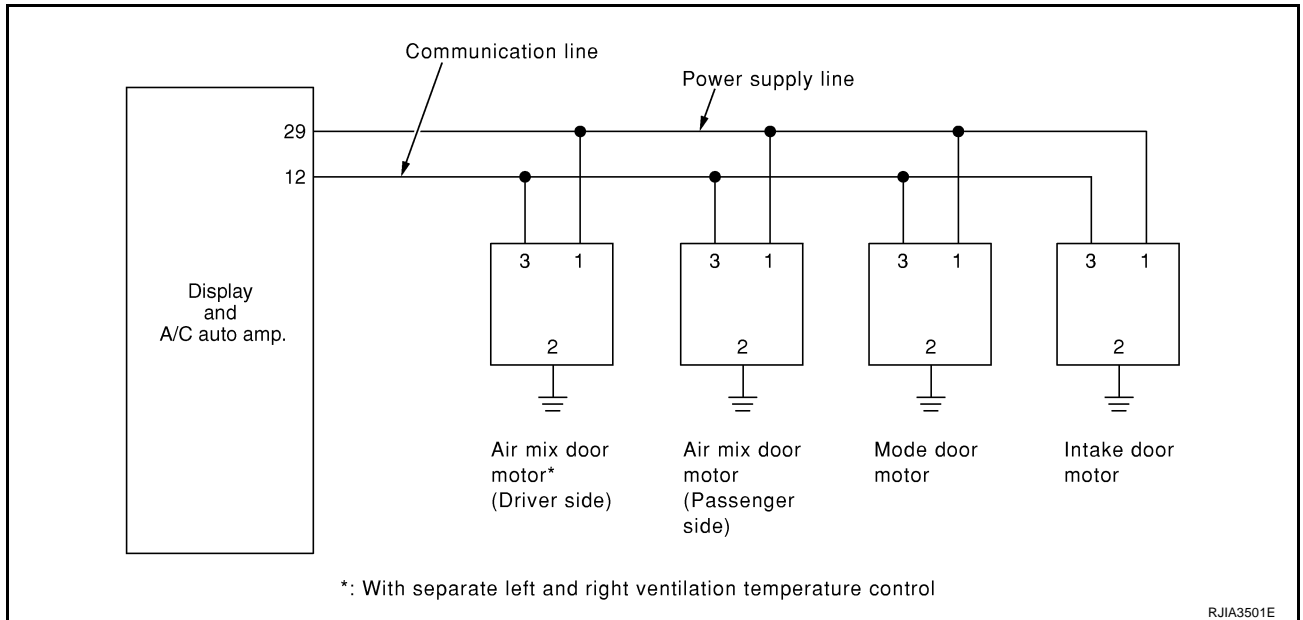 Communication line
Power supply line
29
12
3 1
3 1
3 1
3 1
Display
and
A/C auto amp.
2
2
2
2
Air mix door
motor*
(Driver side)
Air mix door
motor
(Passenger
side)
Mode door
motor
Intake door
motor
*: With separate left and right ventilation temperature control
RJIA3501E